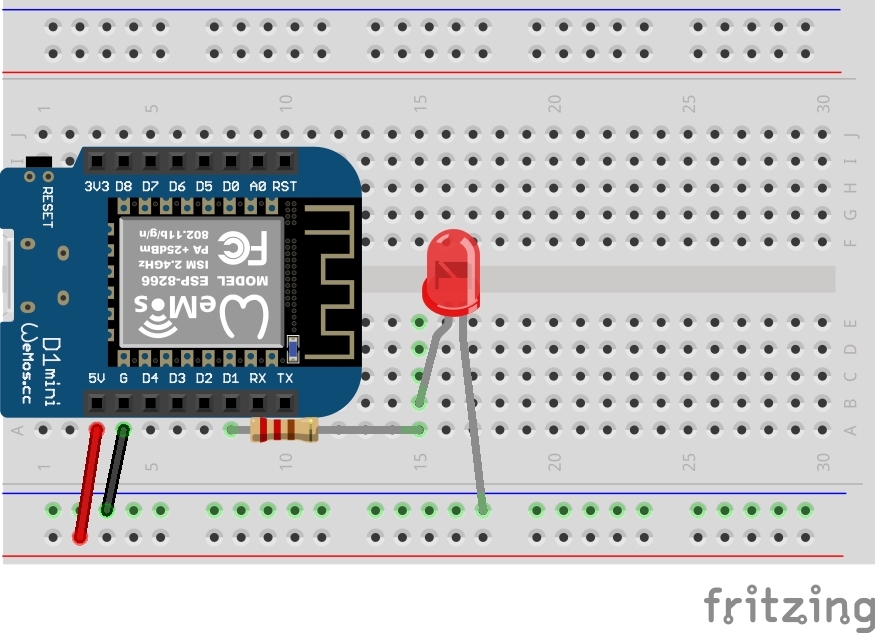 1 5 10 15 20 25 30
J J
I I
H
G
F
3V3 D8 D7 D6 D5 D0 A0 RST
RESET
802.11b/g/n
PA +25dBm
ISM 2.4GHz
ESP-8266
MODEL
FC
WeMos
D1 mini
WeMos.cc
5V G D4 D3 D2 D1 RX TX
E
D
C
B
A A
1 5 10 15 20 25 30
fritzing